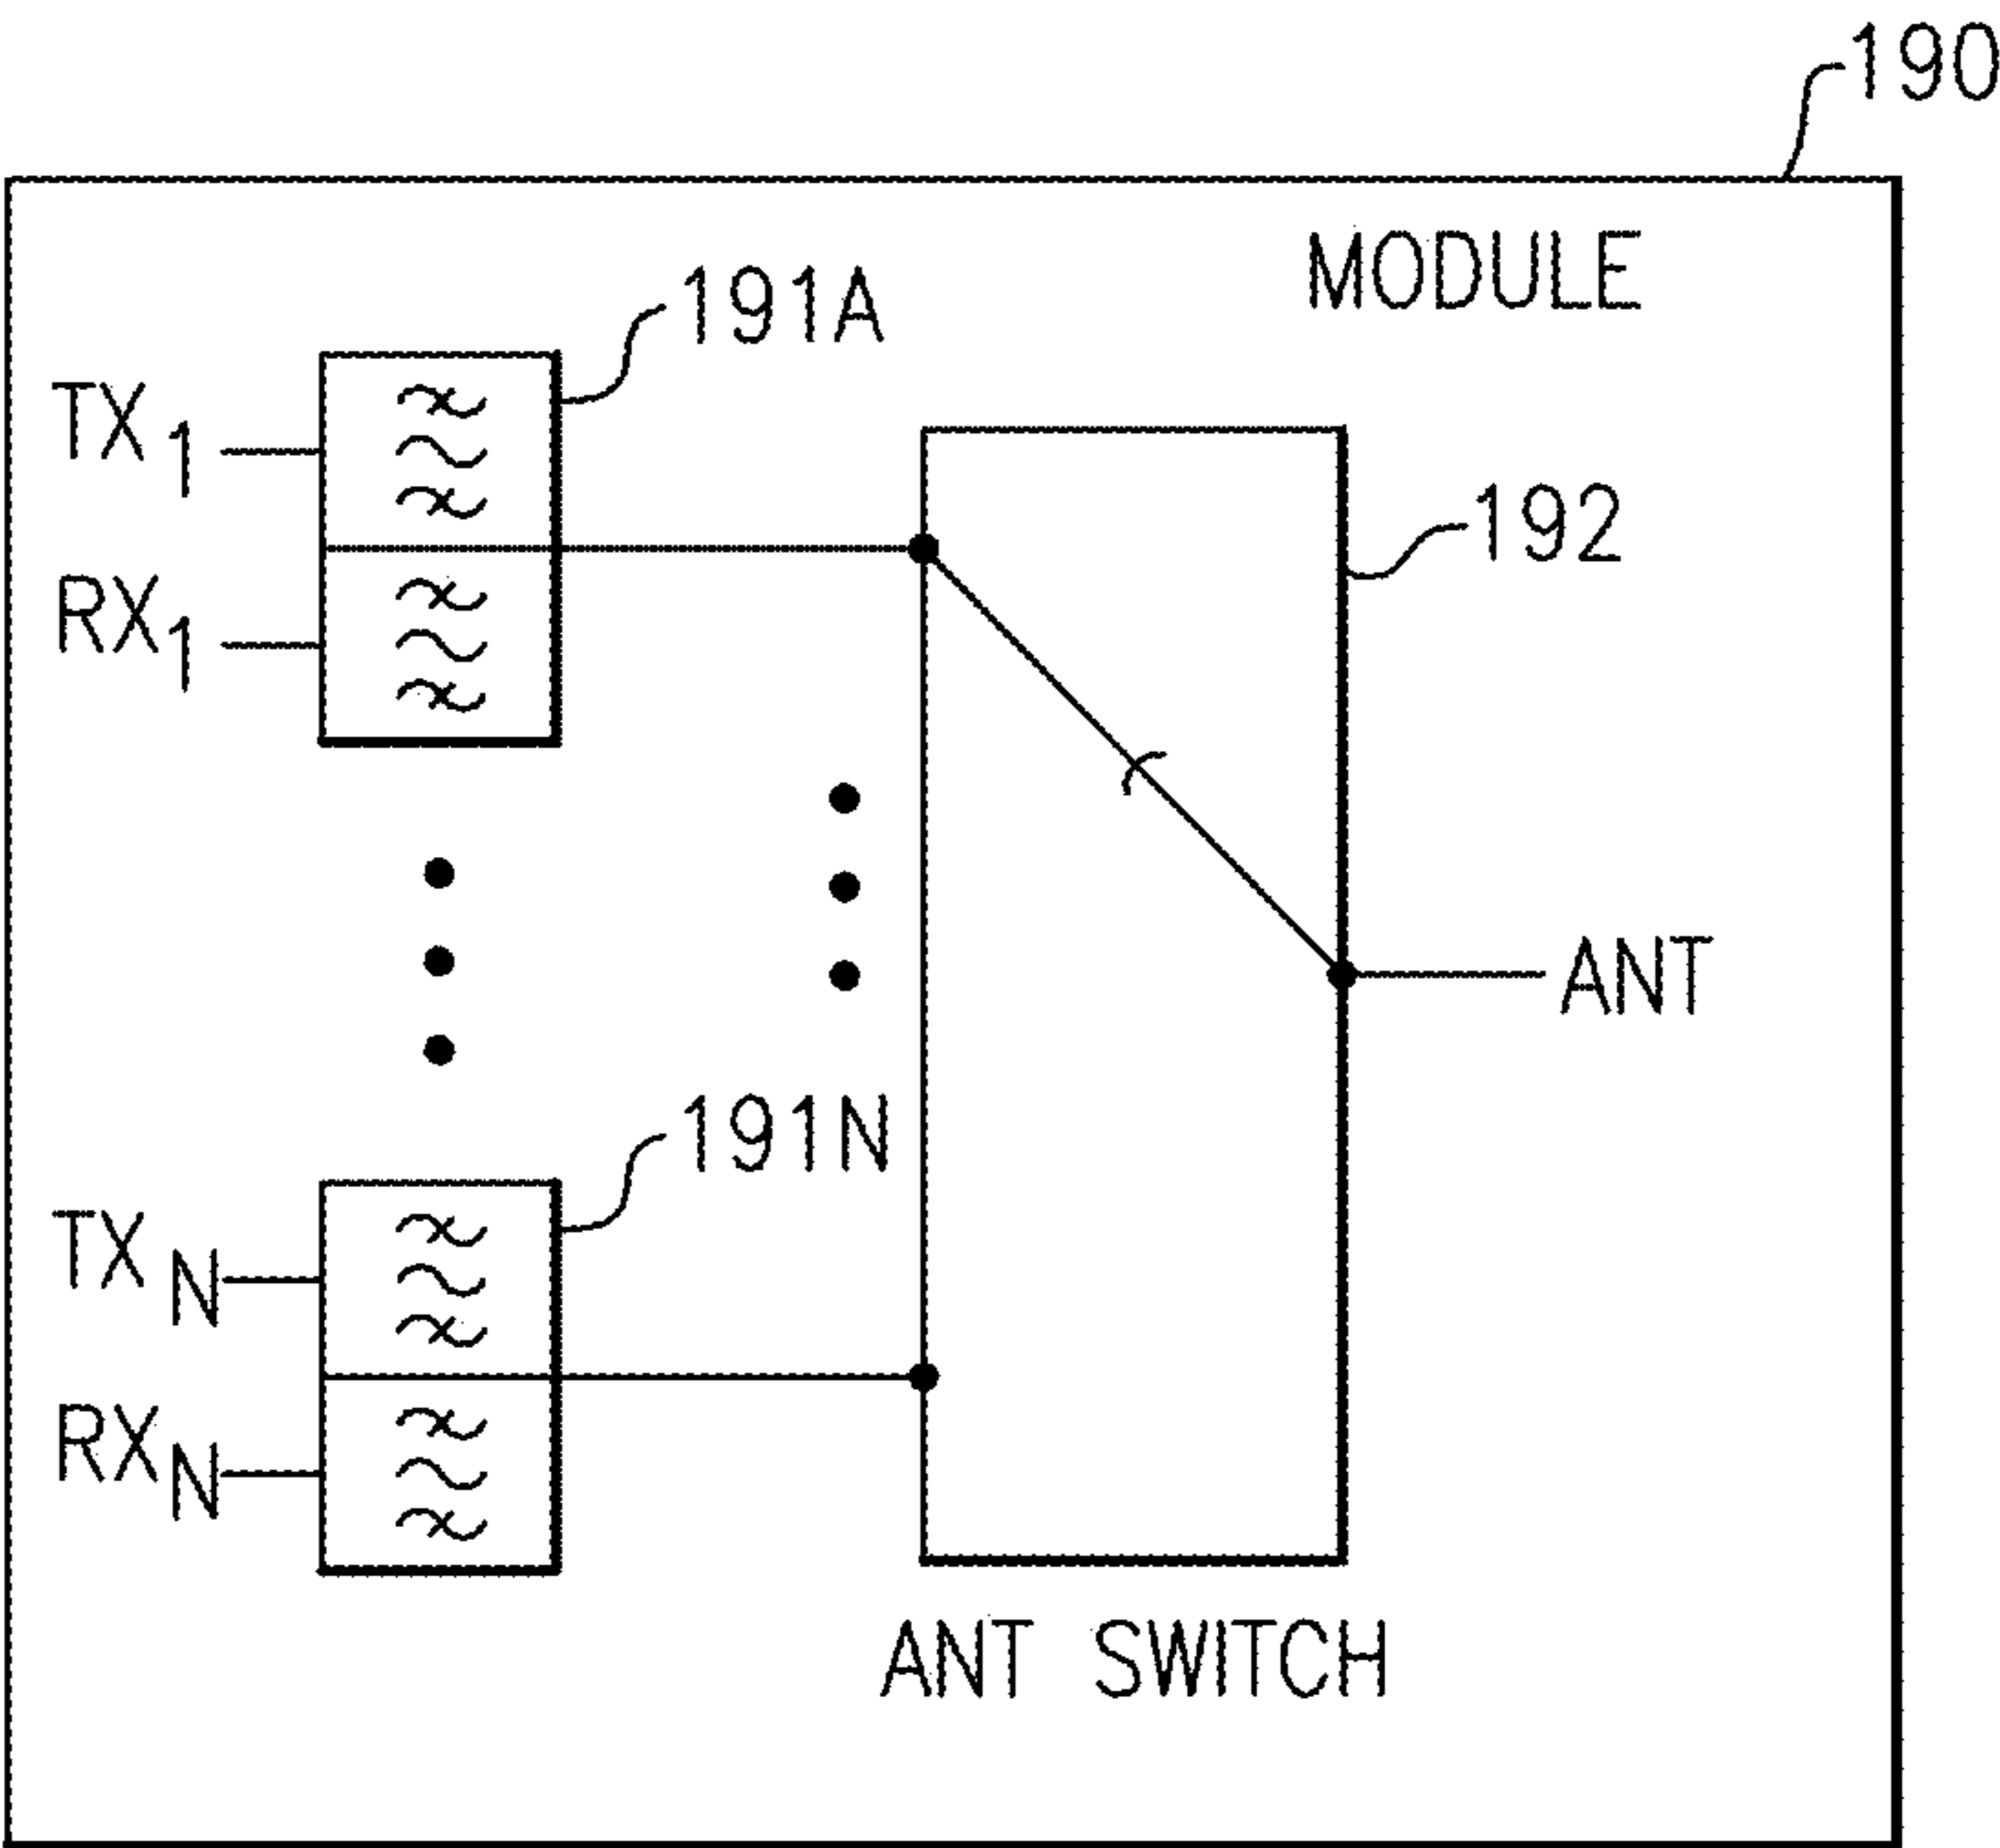 190
MODULE
191A
TX1
RX1
192
ANT
191N
TXN
RXN
ANT SWITCH